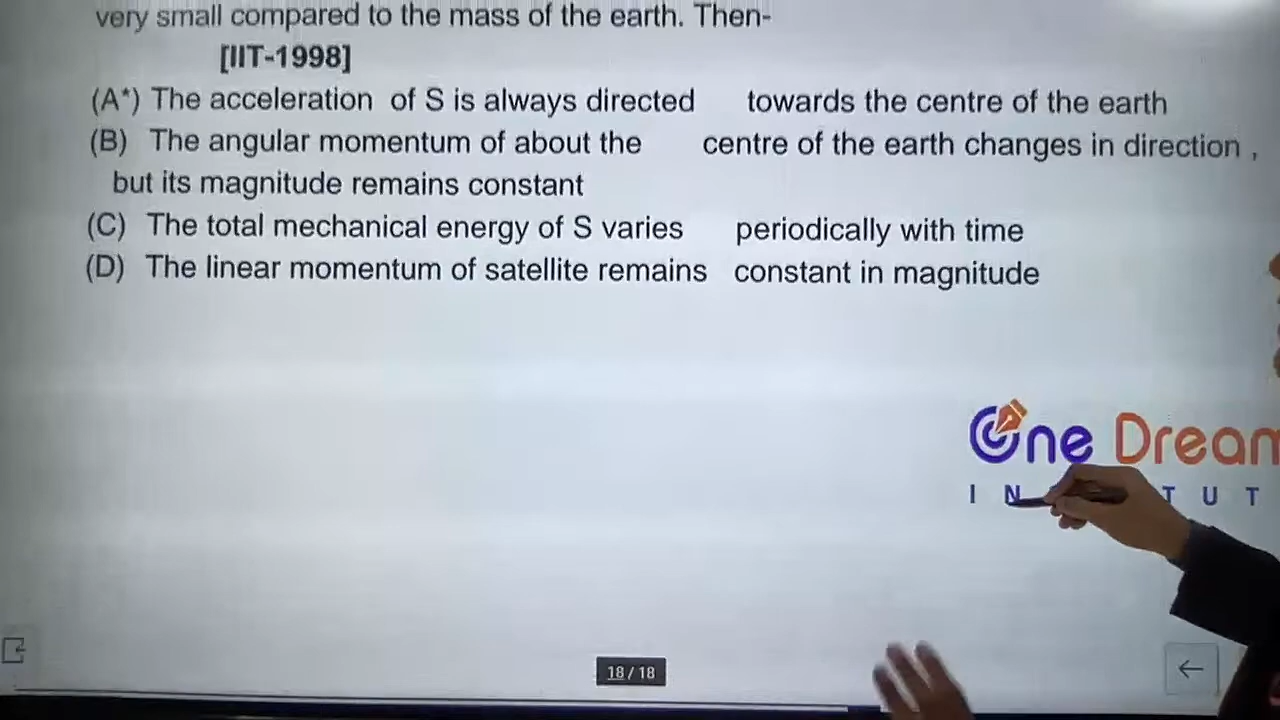 very small compared to the mass of the earth. Then-
[IIT-1998]
(A*) The acceleration of S is always directed towards the centre of the earth
(B) The angular momentum of about the centre of the earth changes in direction ,
but its magnitude remains constant
(C) The total mechanical energy of S varies periodically with time
(D) The linear momentum of satellite remains constant in magnitude
One Dream
I N T U T
18 / 18